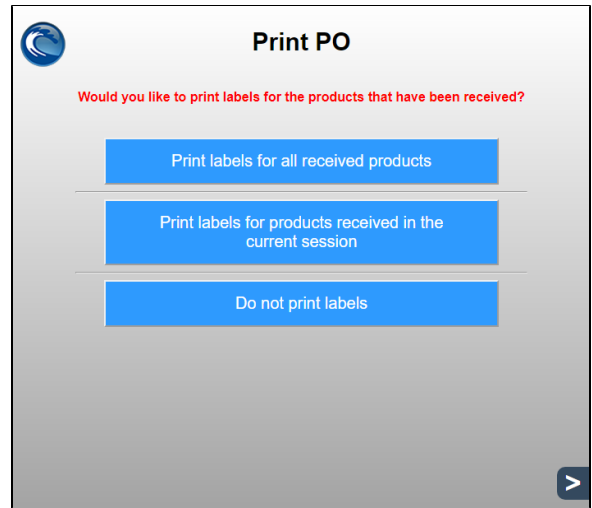 Print PO
Would you like to print labels for the products that have been received?
Print labels for all received products
Print labels for products received in the
current session
Do not print labels
>